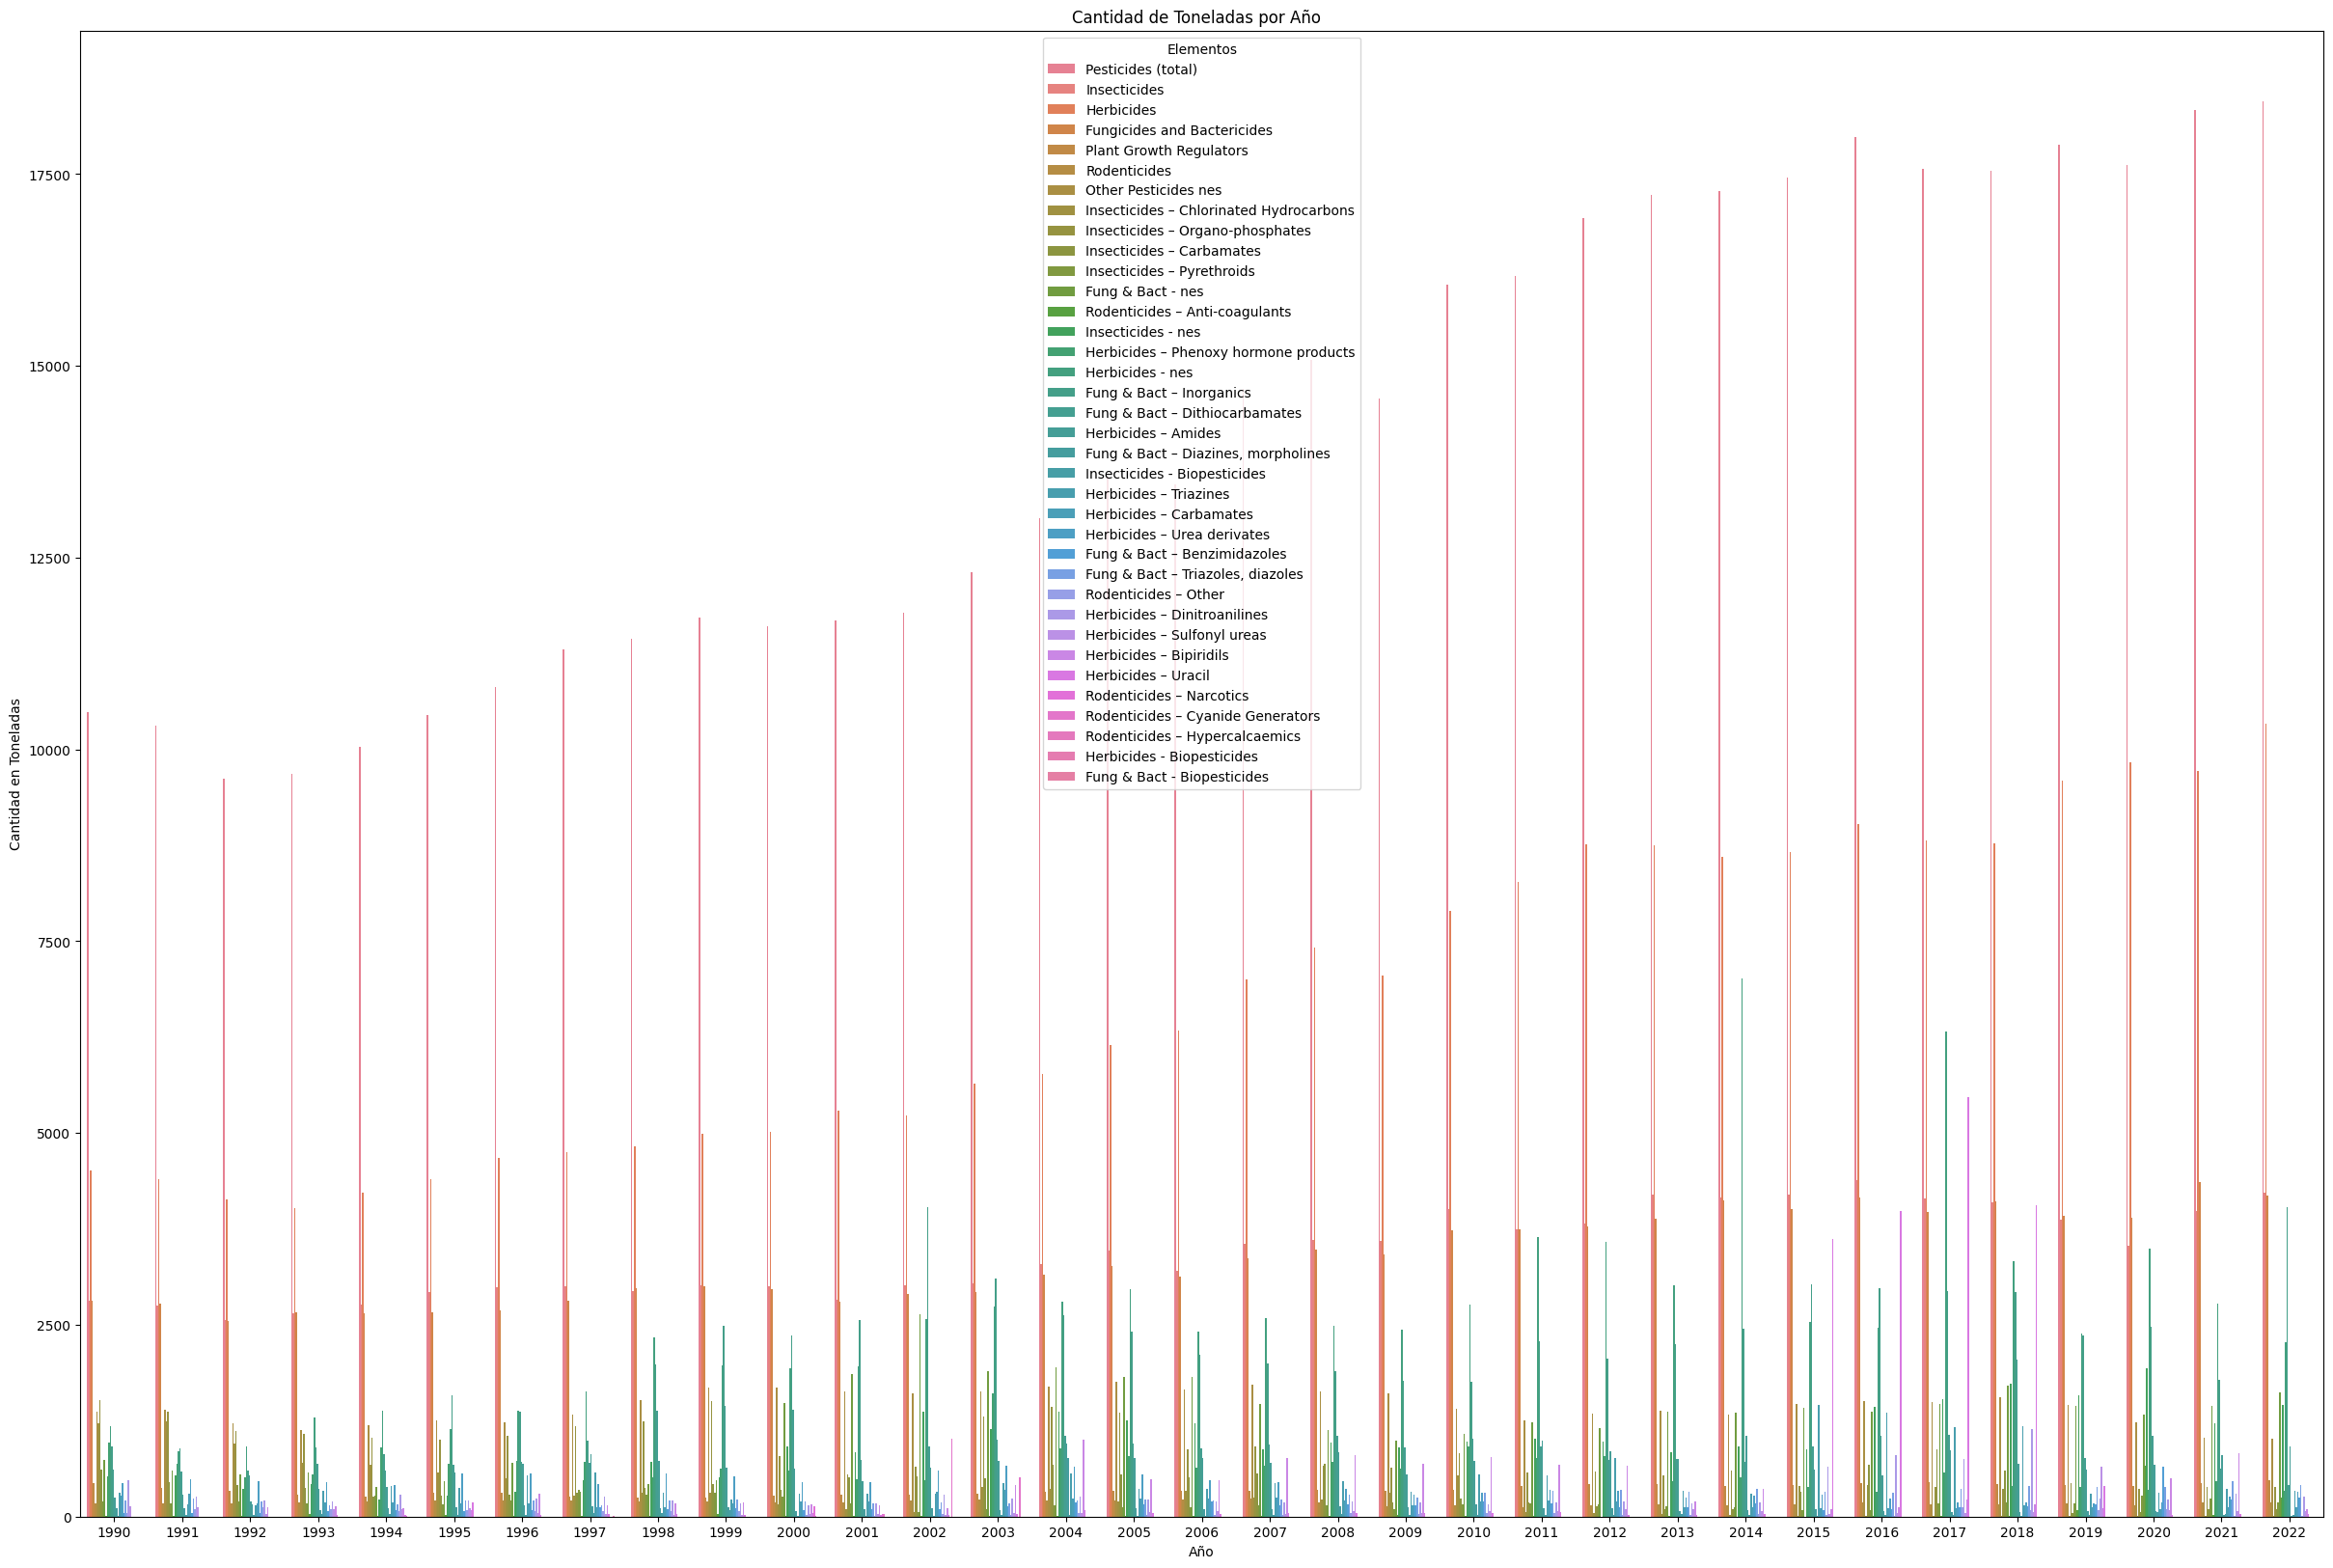 Cantidad de Toneladas por Año
Elementos
Pesticides (total)
Insecticides
Herbicides
Fungicides and Bactericides
Plant Growth Regulators
Rodenticides
Other Pesticides nes
Insecticides – Chlorinated Hydrocarbons
Insecticides – Organo-phosphates
Insecticides – Carbamates
Insecticides – Pyrethroids
Fung & Bact - nes
Rodenticides – Anti-coagulants
Insecticides - nes
Herbicides – Phenoxy hormone products
Herbicides - nes
Fung & Bact – Inorganics
Fung & Bact – Dithiocarbamates
Herbicides – Amides
Fung & Bact – Diazines, morpholines
Insecticides - Biopesticides
Herbicides – Triazines
Herbicides – Carbamates
Herbicides – Urea derivates
Fung & Bact – Benzimidazoles
Fung & Bact – Triazoles, diazoles
Rodenticides – Other
Herbicides – Dinitroanilines
Herbicides – Sulfonyl ureas
Herbicides – Bipiridils
Herbicides – Uracil
Rodenticides – Narcotics
Rodenticides – Cyanide Generators
Rodenticides – Hypercalcaemics
Herbicides - Biopesticides
Fung & Bact - Biopesticides
Cantidad en Toneladas
17500
15000
12500
10000
7500
5000
2500
0
1990 1991 1992 1993 1994 1995 1996 1997 1998 1999 2000 2001 2002 2003 2004 2005 2006 2007 2008 2009 2010 2011 2012 2013 2014 2015 2016 2017 2018 2019 2020 2021 2022
Año